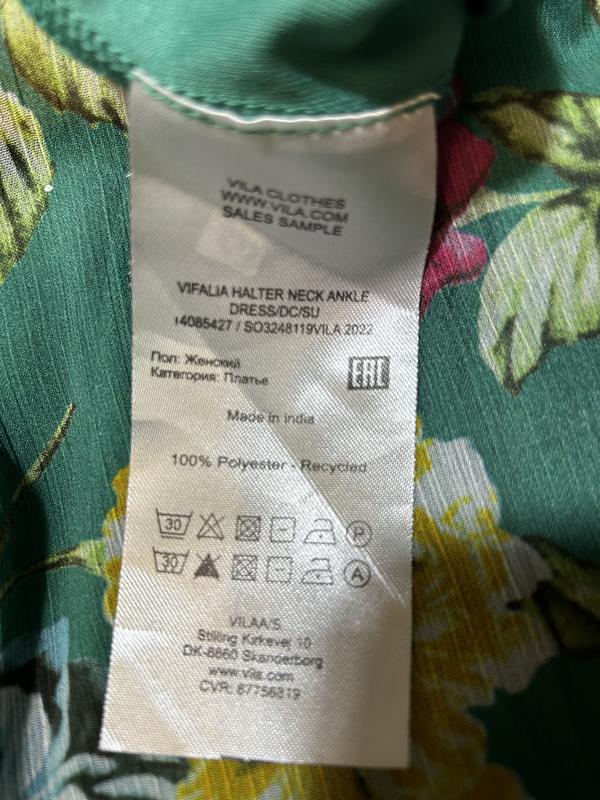 VILA CLOTHES
WWW.VILA.COM
SALES SAMPLE
VIFALIA HALTER NECK ANKLE
DRESS/DC/SU
14085427 / SO3248119VILA 2022
Пол: Женский
Категория: Платье
EAC
Made in India
100% Polyester - Recycled
30
P
30
A
VILAA/S
Stilling Kirkevej 10
DK-8660 Skanderborg
www.vila.com
CVR: 87756819